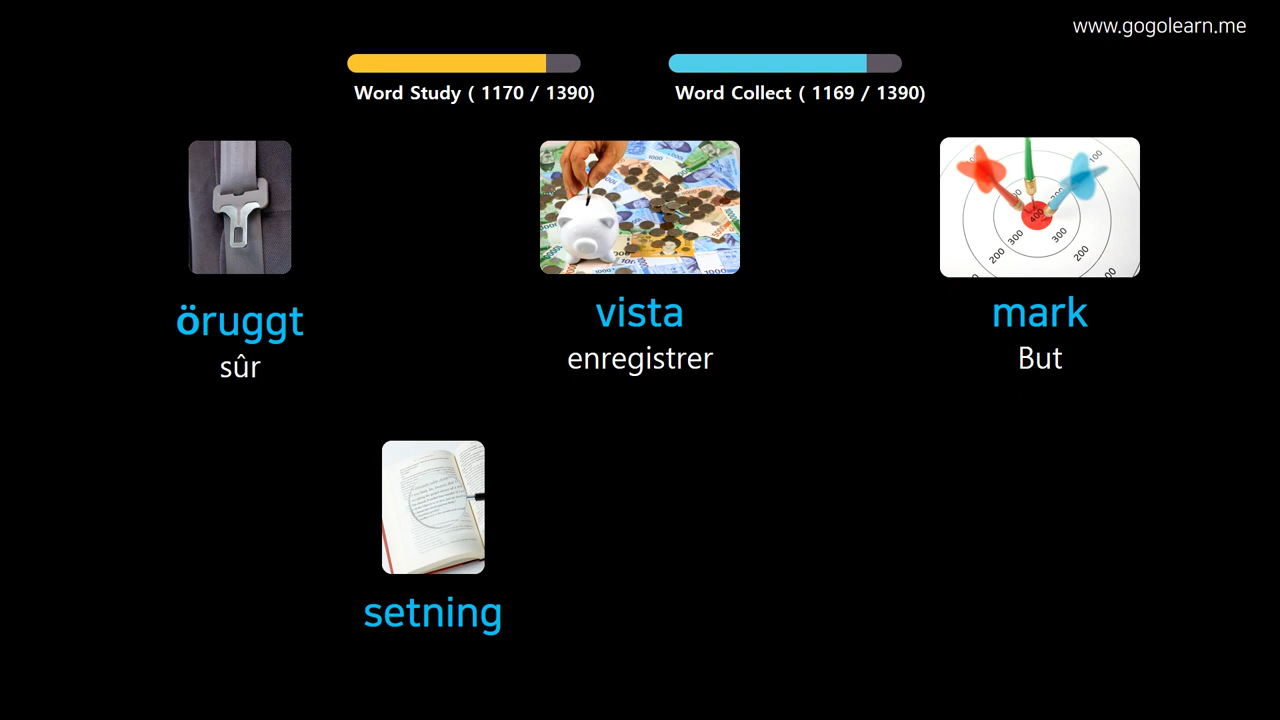 www.gogolearn.me
Word Study ( 1170 / 1390)
Word Collect ( 1169 / 1390)
öruggt
sûr
vista
enregistrer
mark
But
setning